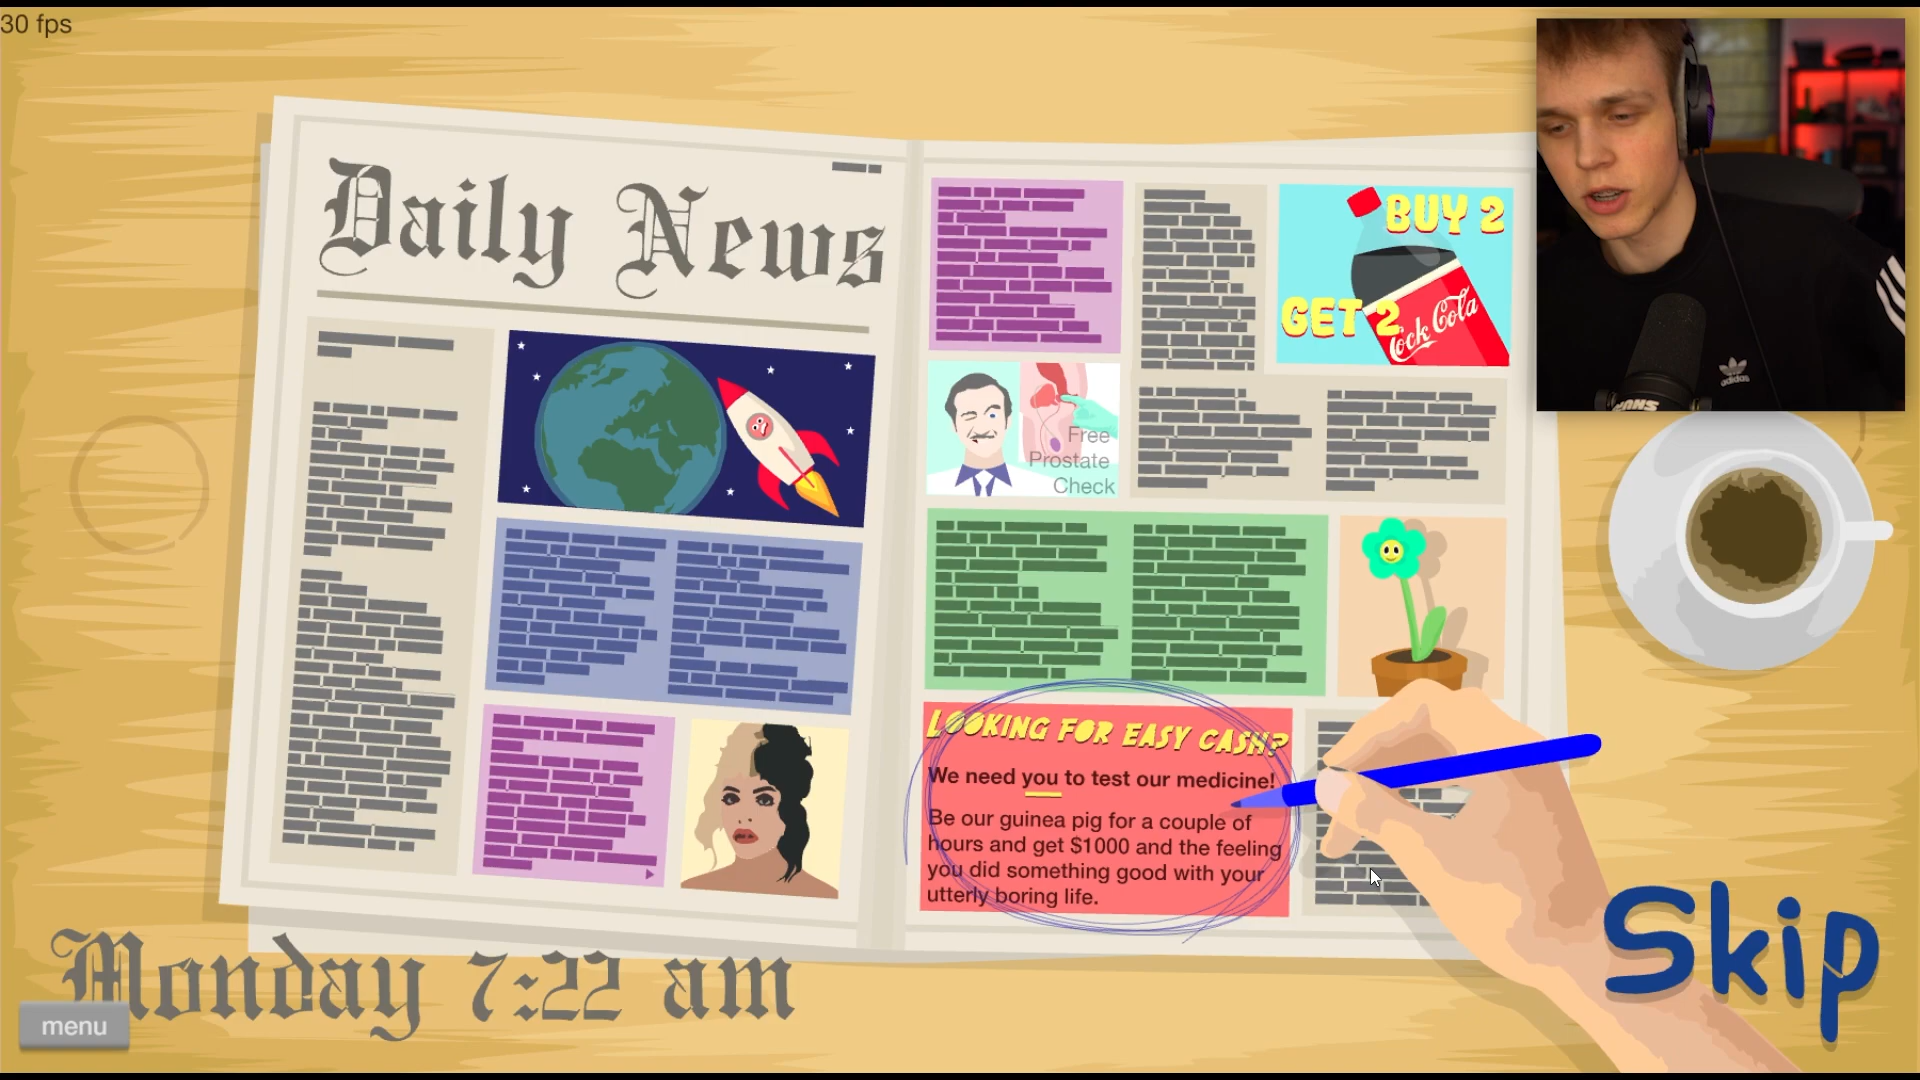 30 fps
Daily News
BUY 2
GET 2
Cock Cola
Free
Prostate
Check
LOOKING FOR EASY CASH?
We need you to test our medicine!
Be our guinea pig for a couple of
hours and get $1000 and the feeling
you did something good with your
utterly boring life.
Monday 7:22 am
menu
Skip
adidas
SHURE